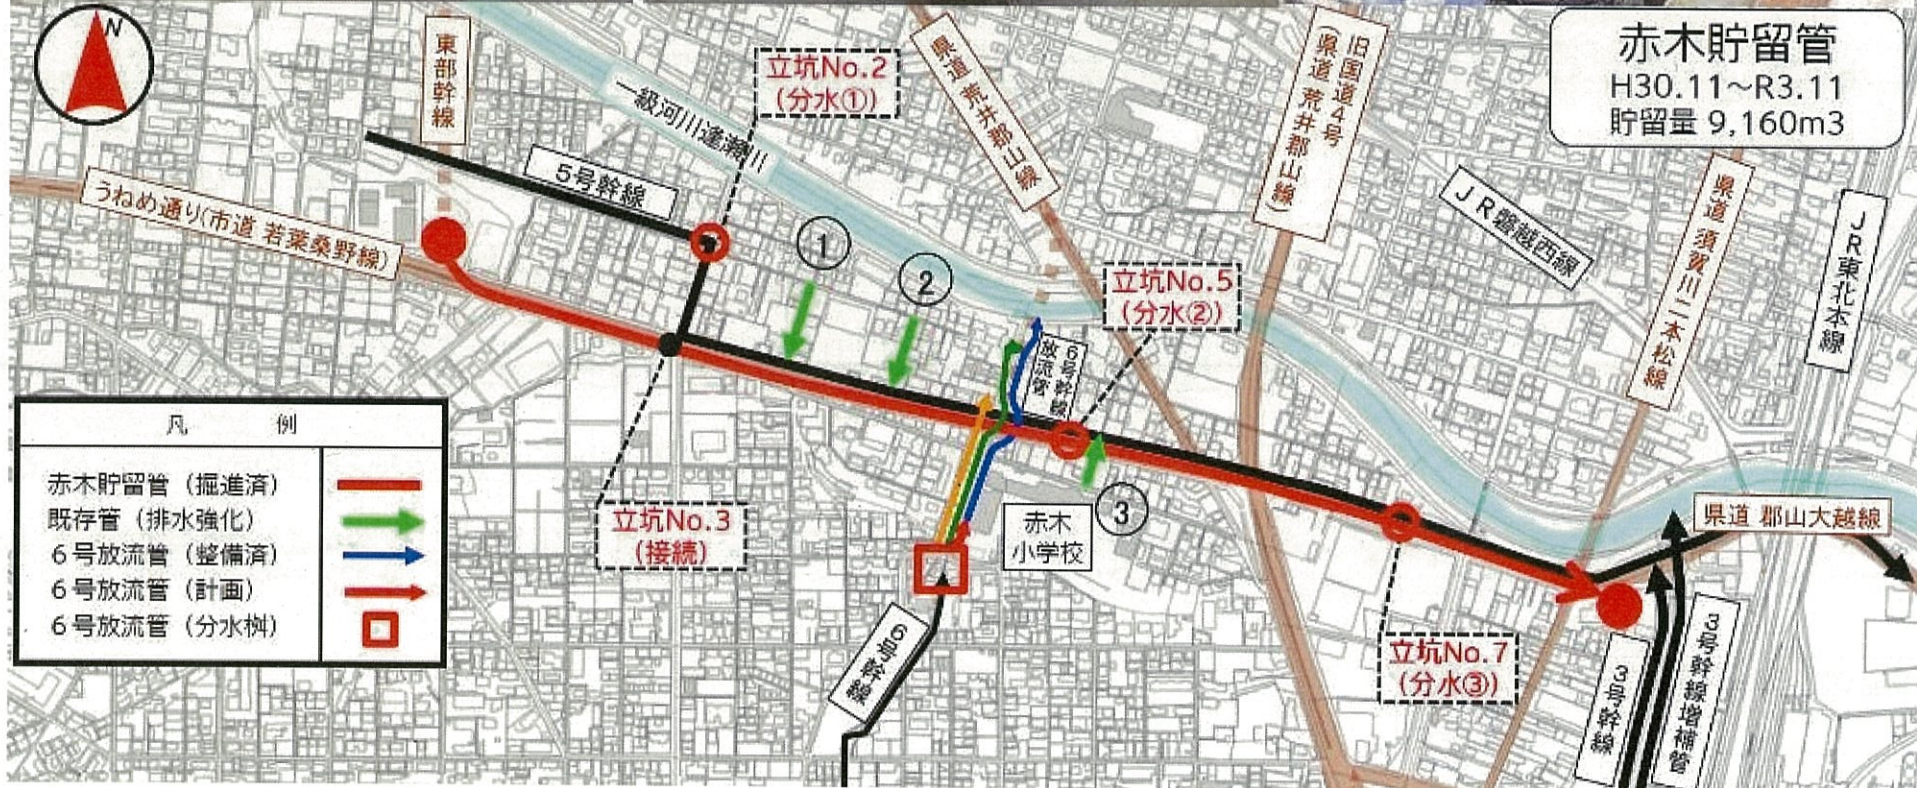 N
東部幹線
立坑No.2
(分水①)
一級河川逢瀬川
県道 荒井郡山線
旧国道4号
(県道 荒井郡山線)
赤木貯留管
H30.11～R3.11
貯留量 9,160m3
5号幹線
うねめ通り(市道 若葉桑野線)
①
②
立坑No.5
(分水②)
JR磐越西線
県道 須賀川二本松線
JR東北本線
6号幹線
放流管
凡 例
赤木貯留管（掘進済）
既存管（排水強化）
6号放流管（整備済）
6号放流管（計画）
6号放流管（分水桝）
立坑No.3
(接続)
赤木
小学校
③
県道 郡山大越線
6号幹線
立坑No.7
(分水③)
3号幹線
3号幹線増補管